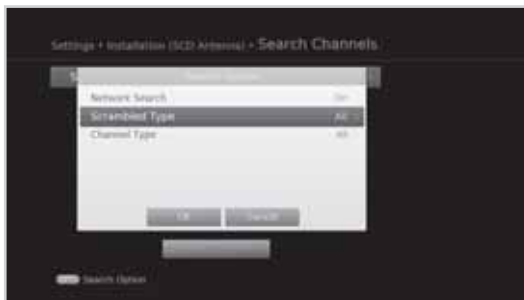 Settings • Installation (SCD Antenna) • Search Channels
S
Search Option
Network Search On
Scrambled Type All
Channel Type All
OK Cancel
Search Option